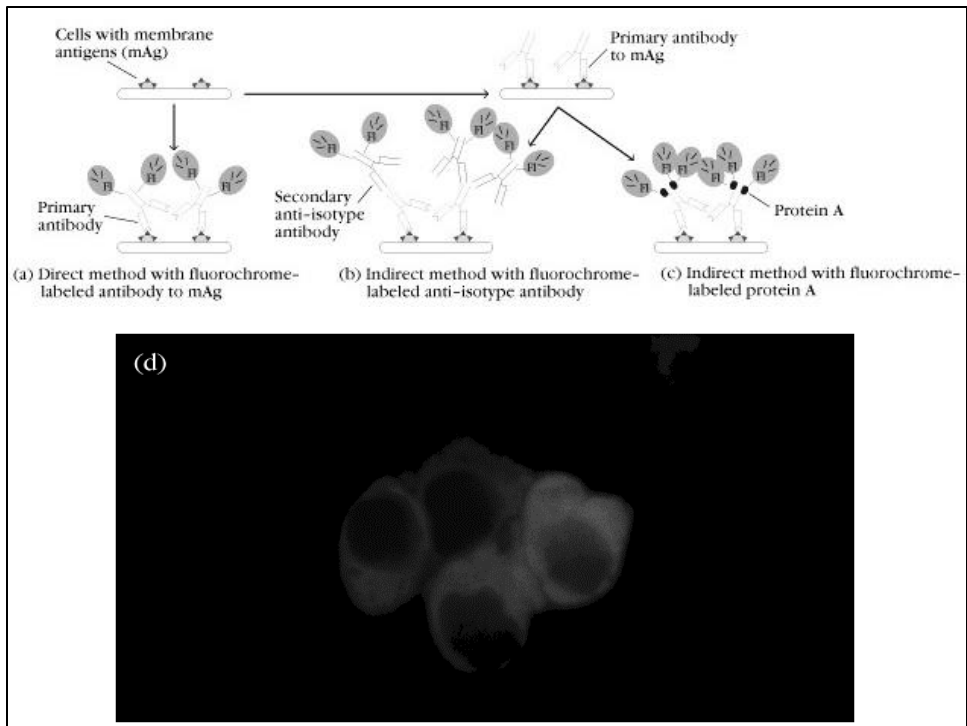 Cells with membrane
antigens (mAg)
Primary antibody
to mAg
Primary
antibody
Secondary
anti-isotype
antibody
Protein A
(a) Direct method with fluorochrome-
labeled antibody to mAg
(b) Indirect method with fluorochrome-
labeled anti-isotype antibody
(c) Indirect method with fluorochrome-
labeled protein A
(d)